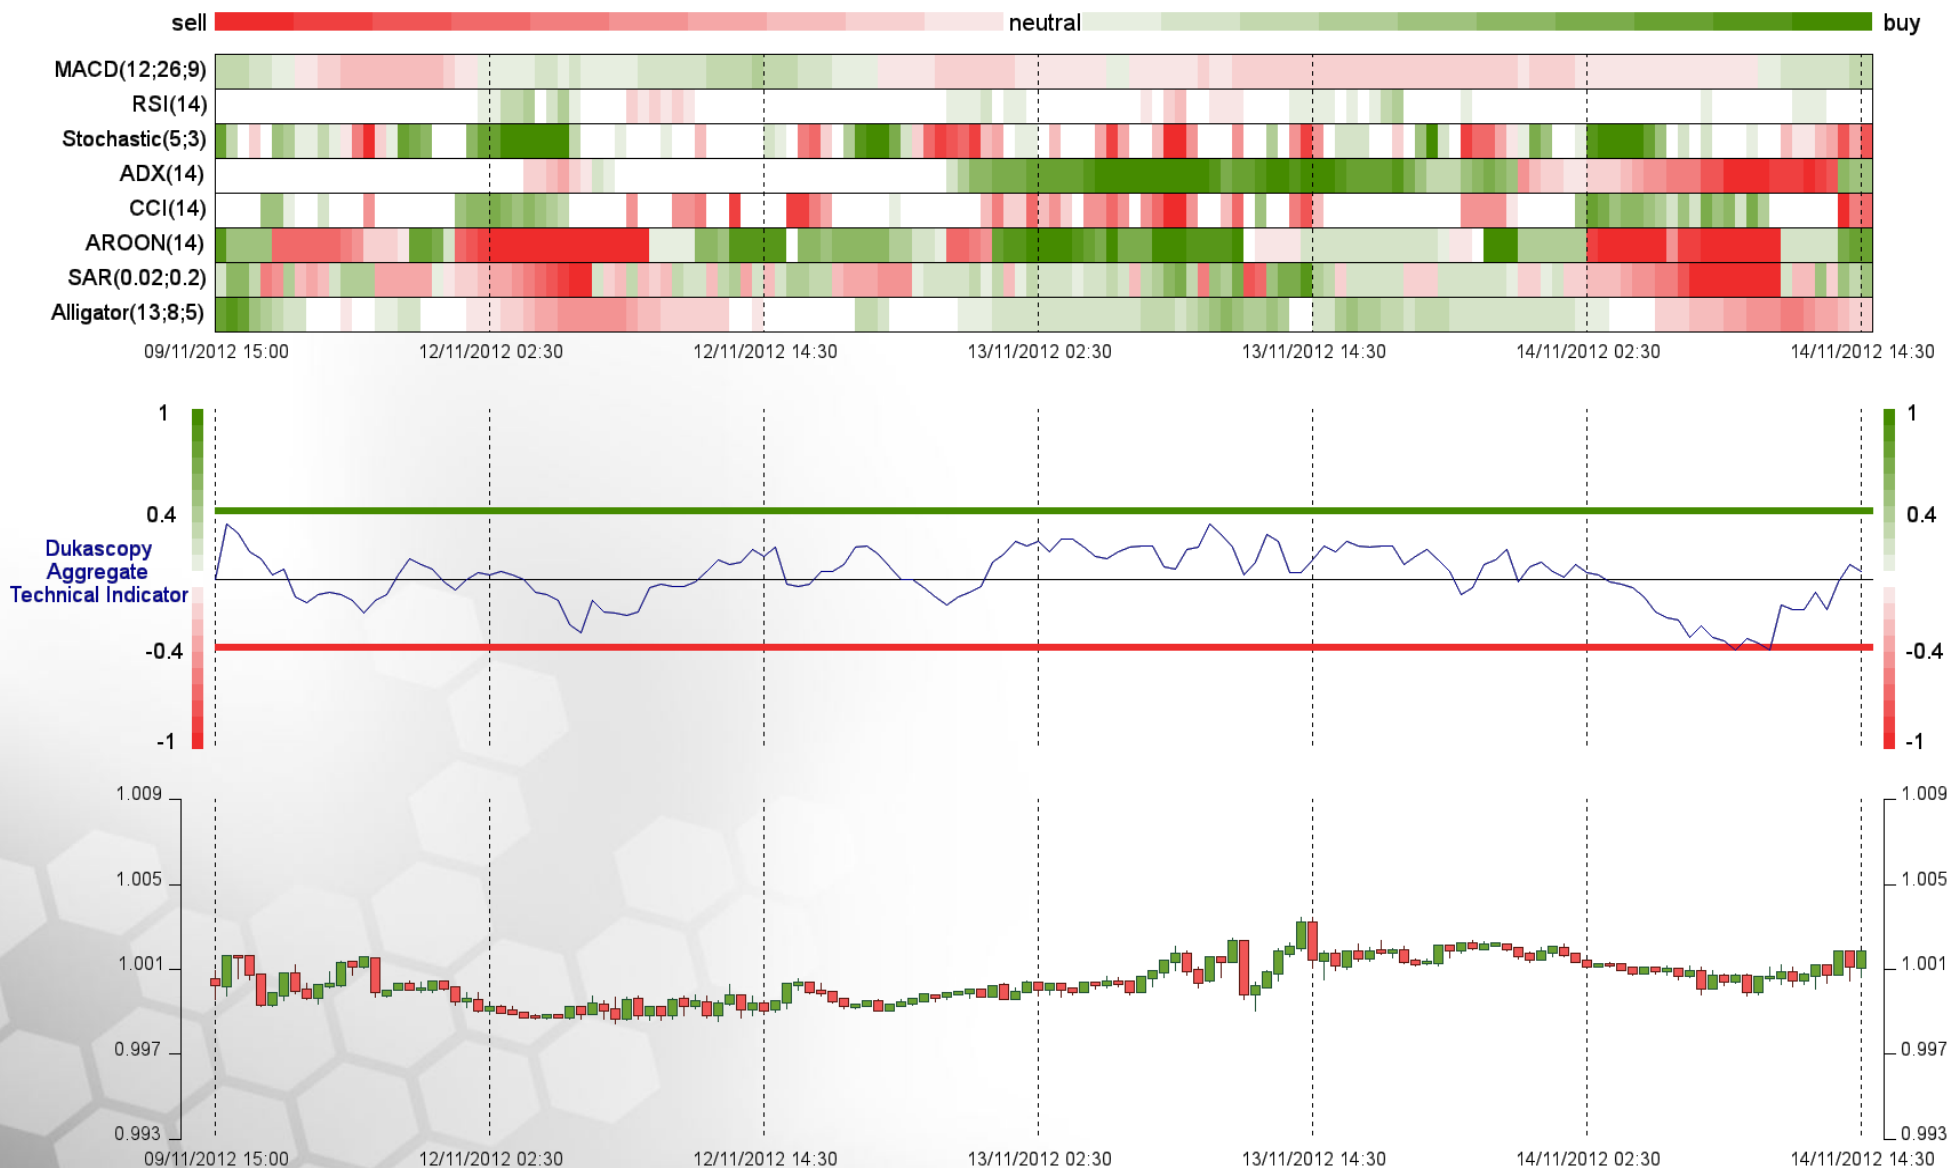 sell neutral buy
MACD(12;26;9)
RSI(14)
Stochastic(5;3)
ADX(14)
CCI(14)
AROON(14)
SAR(0.02;0.2)
Alligator(13;8;5)
09/11/2012 15:00 12/11/2012 02:30 12/11/2012 14:30 13/11/2012 02:30 13/11/2012 14:30 14/11/2012 02:30 14/11/2012 14:30
1 1
0.4 0.4
Dukascopy
Aggregate
Technical Indicator
-0.4 -0.4
-1 -1
1.009 1.009
1.005 1.005
1.001 1.001
0.997 0.997
0.993 0.993
09/11/2012 15:00 12/11/2012 02:30 12/11/2012 14:30 13/11/2012 02:30 13/11/2012 14:30 14/11/2012 02:30 14/11/2012 14:30